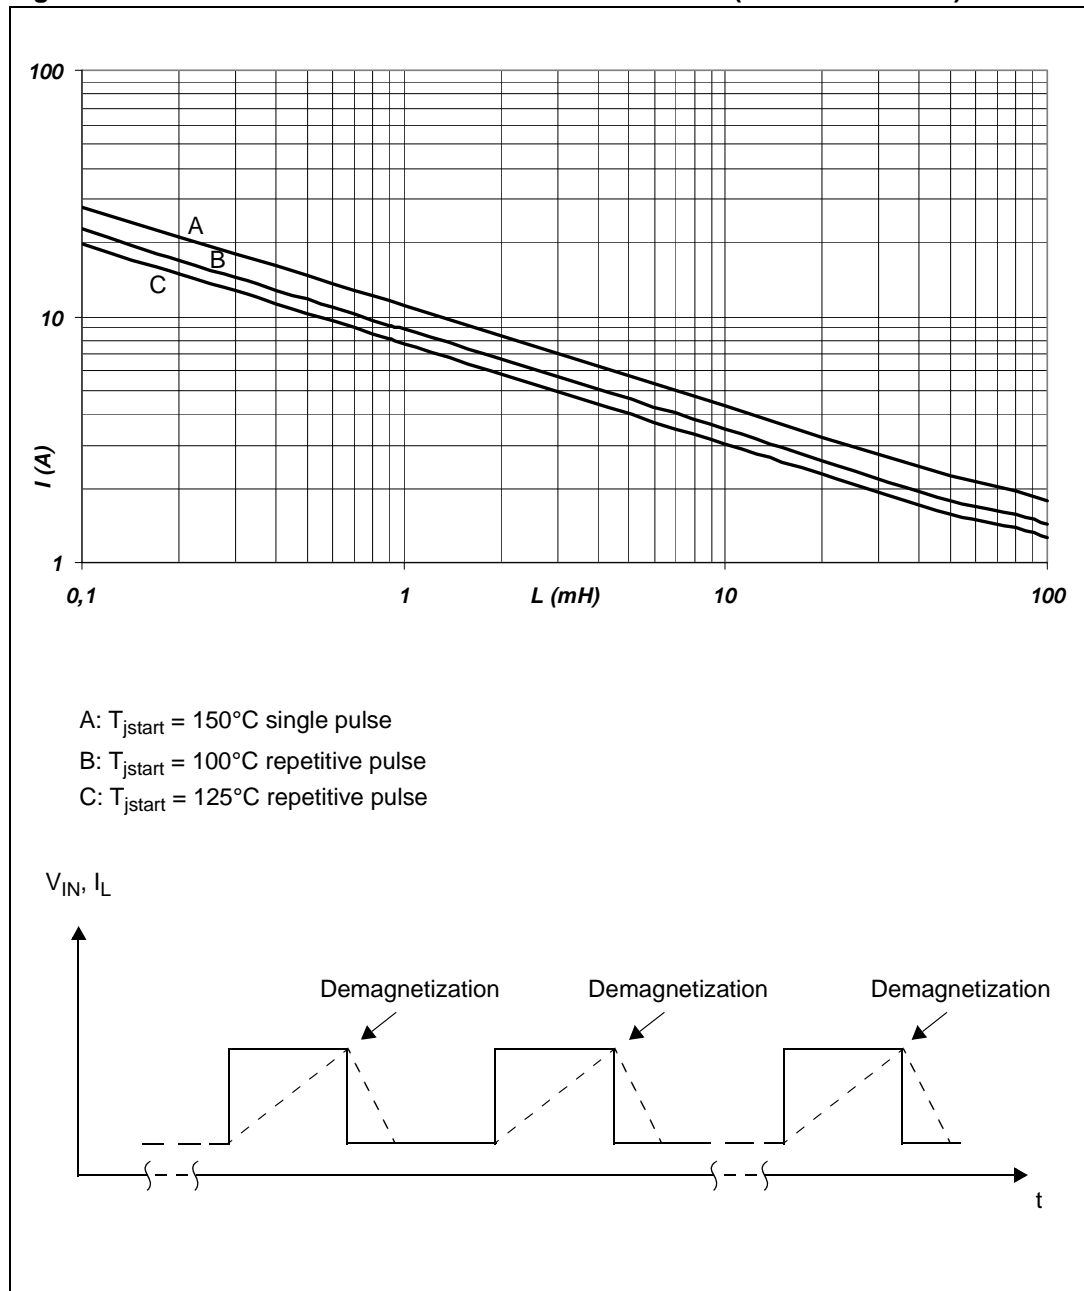 100
A
B
C
10
I (A)
1
0,1 1 L (mH) 10 100
A: Tjstart = 150°C single pulse
B: Tjstart = 100°C repetitive pulse
C: Tjstart = 125°C repetitive pulse
VIN, IL
Demagnetization Demagnetization Demagnetization
t